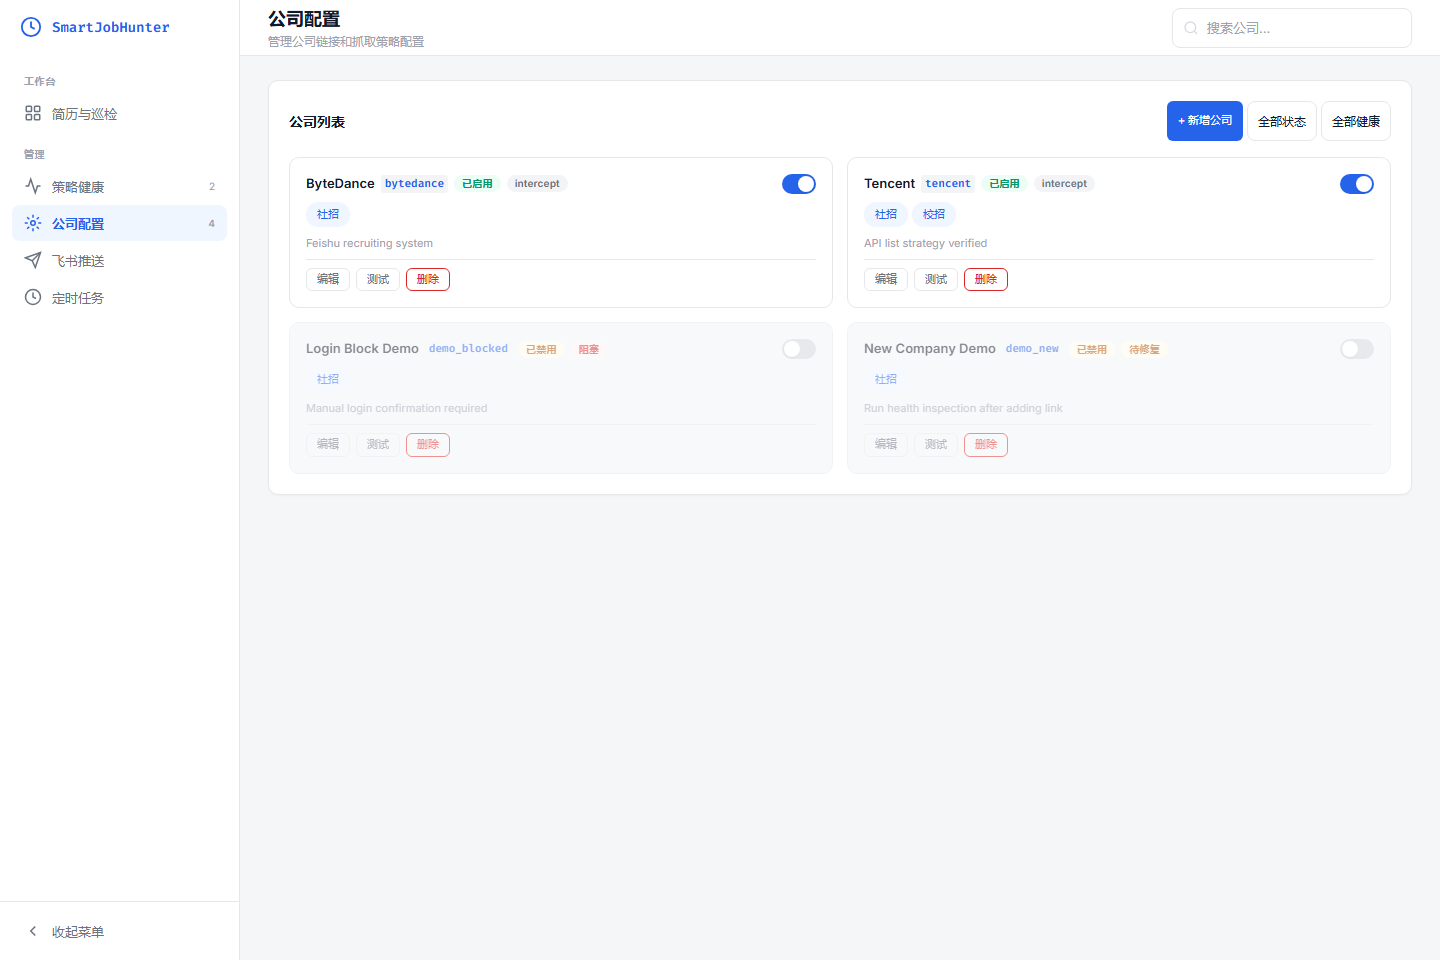 SmartJobHunter
工作台
简历与巡检
管理
策略健康 2
公司配置 4
飞书推送
定时任务
收起菜单
公司配置
管理公司链接和抓取策略配置
搜索公司...
公司列表
+ 新增公司 全部状态 全部健康
ByteDance bytedance 已启用 intercept
社招
Feishu recruiting system
编辑 测试 删除
Tencent tencent 已启用 intercept
社招 校招
API list strategy verified
编辑 测试 删除
Login Block Demo demo_blocked 已禁用 阻塞
社招
Manual login confirmation required
编辑 测试 删除
New Company Demo demo_new 已禁用 待修复
社招
Run health inspection after adding link
编辑 测试 删除